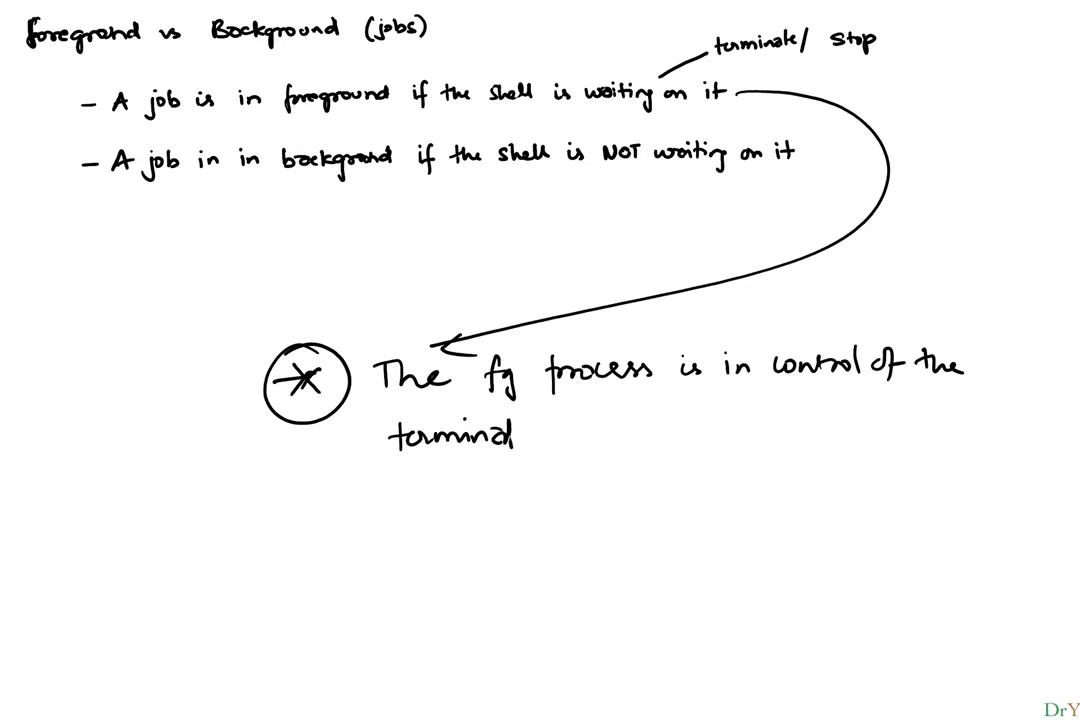 Foreground vs Background (jobs)
terminate/ stop
- A job is in foreground if the shell is waiting on it
- A job in in background if the shell is NOT waiting on it
* The fg process is in control of the
terminal
DrY